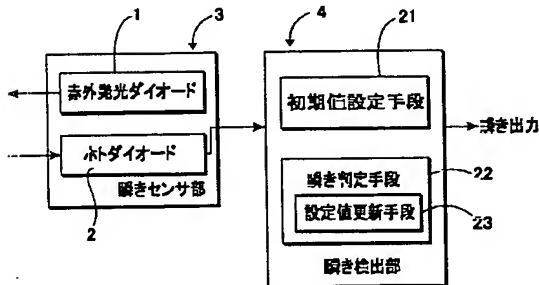 1
3
赤外発光ダイオード
ホトダイオード
2
瞬きセンサ部
4
21
初期値設定手段
瞬き出力
瞬き判定手段
22
設定値更新手段
23
瞬き検出部